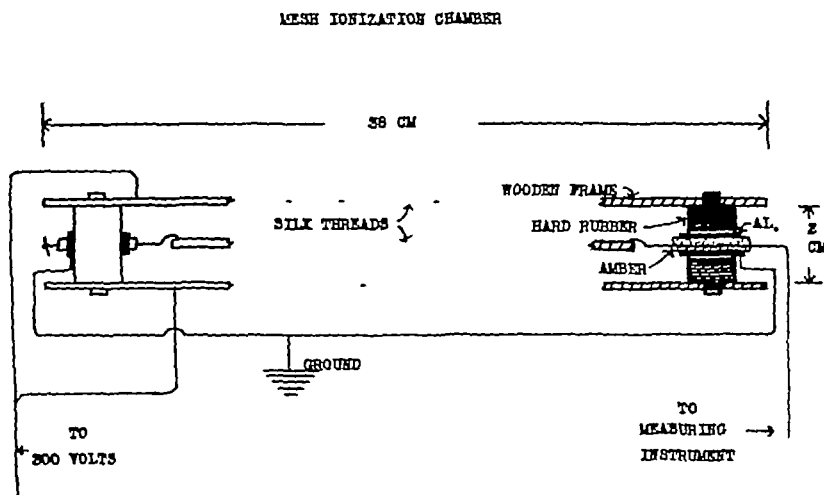 MESH IONIZATION CHAMBER
38 CM
WOODEN FRAME
SILK THREADS
HARD RUBBER
AL.
2
CM
AMBER
GROUND
TO
300 VOLTS
TO
MEASURING
INSTRUMENT